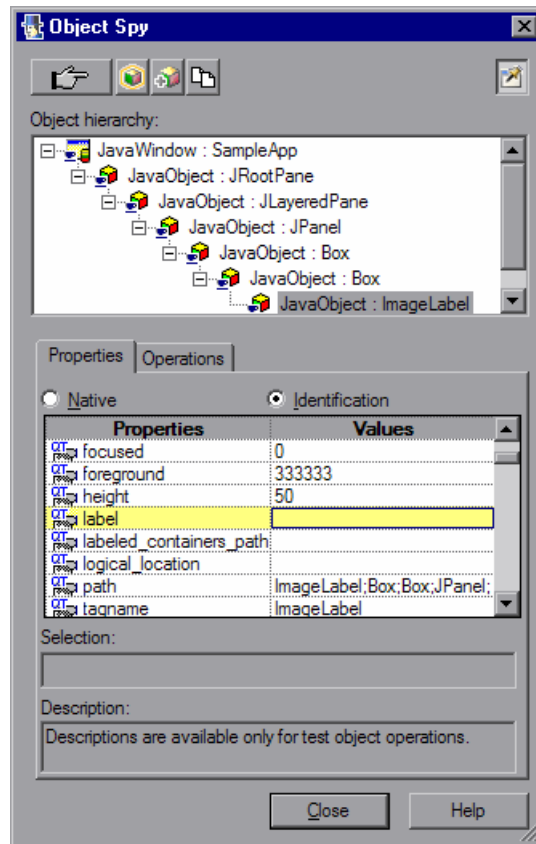 Object Spy
Object hierarchy:
JavaWindow : SampleApp
JavaObject : JRootPane
JavaObject : JLayeredPane
JavaObject : JPanel
JavaObject : Box
JavaObject : Box
JavaObject : ImageLabel
Properties Operations
Native Identification
Properties Values
focused 0
foreground 333333
height 50
label
labeled_containers_path
logical_location
path ImageLabel;Box;Box;JPanel;
tagname ImageLabel
Selection:
Description:
Descriptions are available only for test object operations.
Close Help